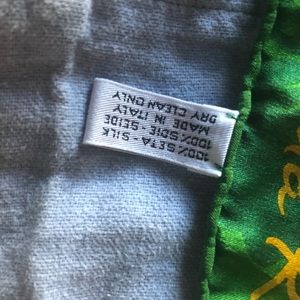 100% SETA - SILK
100% SOIE - SEIDE
MADE IN ITALY
DRY CLEAN ONLY